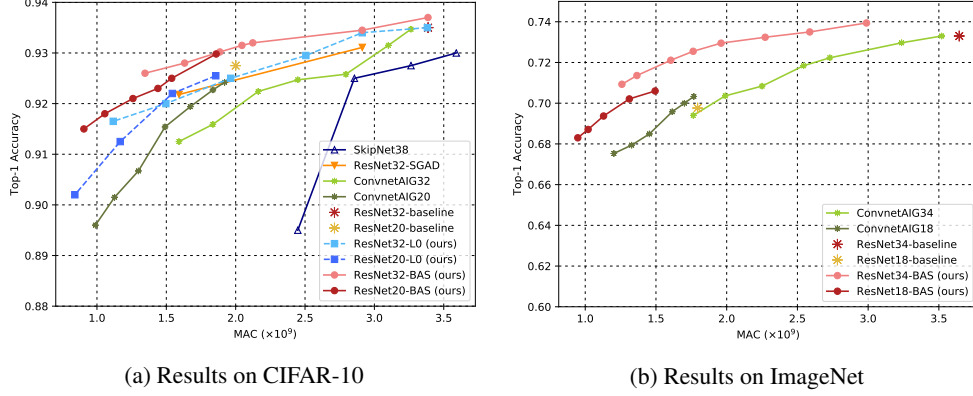 0.94
0.93
0.92
0.91
0.90
0.89
0.88
Top-1 Accuracy
1.0 1.5 2.0 2.5 3.0 3.5
MAC (×10⁹)
SkipNet38
ResNet32-SGAD
ConvnetAIG32
ConvnetAIG20
ResNet32-baseline
ResNet20-baseline
ResNet32-L0 (ours)
ResNet20-L0 (ours)
ResNet32-BAS (ours)
ResNet20-BAS (ours)
(a) Results on CIFAR-10
0.74
0.72
0.70
0.68
0.66
0.64
0.62
0.60
Top-1 Accuracy
1.0 1.5 2.0 2.5 3.0 3.5
MAC (×10⁹)
ConvnetAIG34
ConvnetAIG18
ResNet34-baseline
ResNet18-baseline
ResNet34-BAS (ours)
ResNet18-BAS (ours)
(b) Results on ImageNet